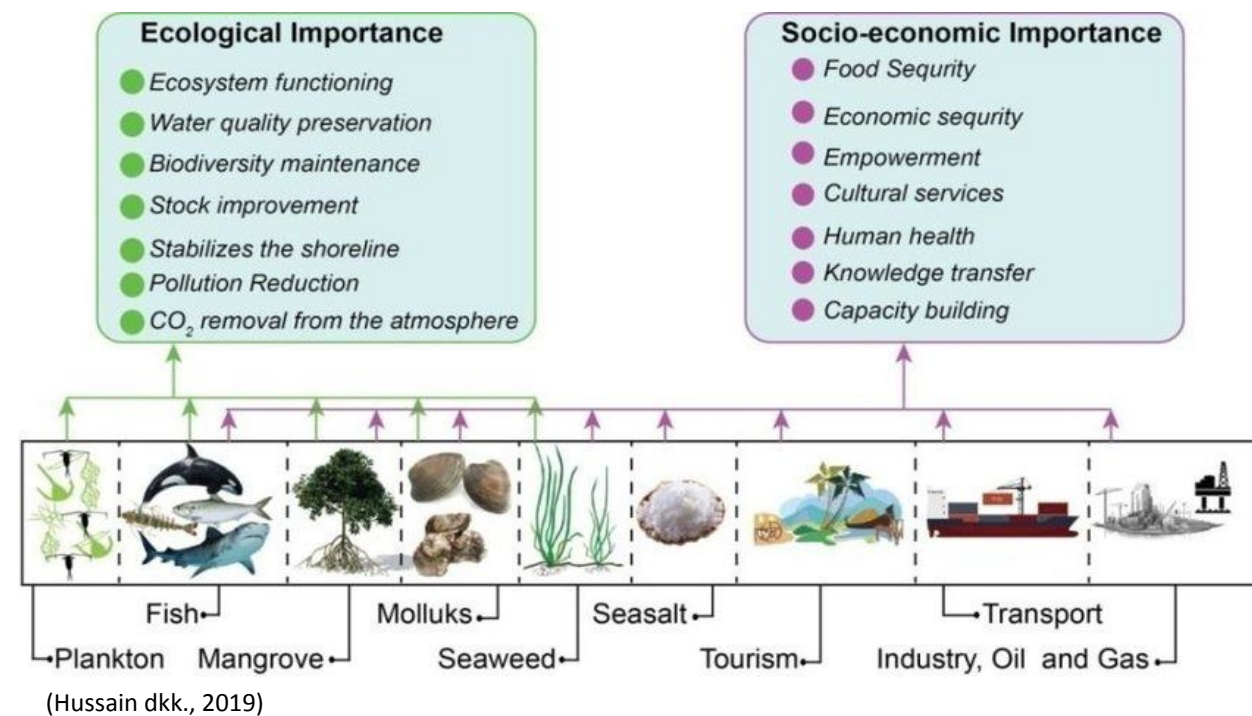 Ecological Importance
Ecosystem functioning
Water quality preservation
Biodiversity maintenance
Stock improvement
Stabilizes the shoreline
Pollution Reduction
CO₂ removal from the atmosphere
Socio-economic Importance
Food Sequrity
Economic sequrity
Empowerment
Cultural services
Human health
Knowledge transfer
Capacity building
Fish
Molluks
Seasalt
Transport
Plankton
Mangrove
Seaweed
Tourism
Industry, Oil and Gas
(Hussain dkk., 2019)